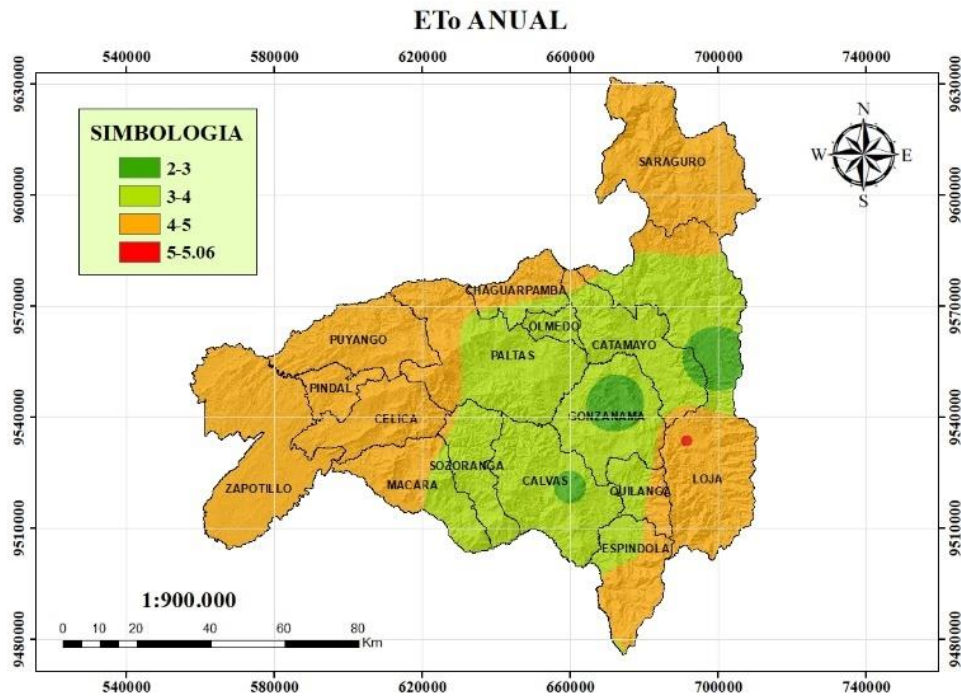 ETo ANUAL
540000 580000 620000 660000 700000 740000
9630000 9630000
SIMBOLOGIA
2-3
3-4
4-5
5-5.06
N
W E
S
SARAGURO
9600000 9600000
CHAGUARPAMBA
9570000 9570000
OLMEDO
PUYANGO
CATAMAYO
PALTAS
PINDAL
9540000 9540000
CELICA
GONZANAMA
SOZORANGA
LOJA
ZAPOTILLO
MACARA
CALVAS
QUILANGA
9510000 9510000
ESPINDOLA
1:900.000
0 10 20 40 60 80
Km
9480000 9480000
540000 580000 620000 660000 700000 740000